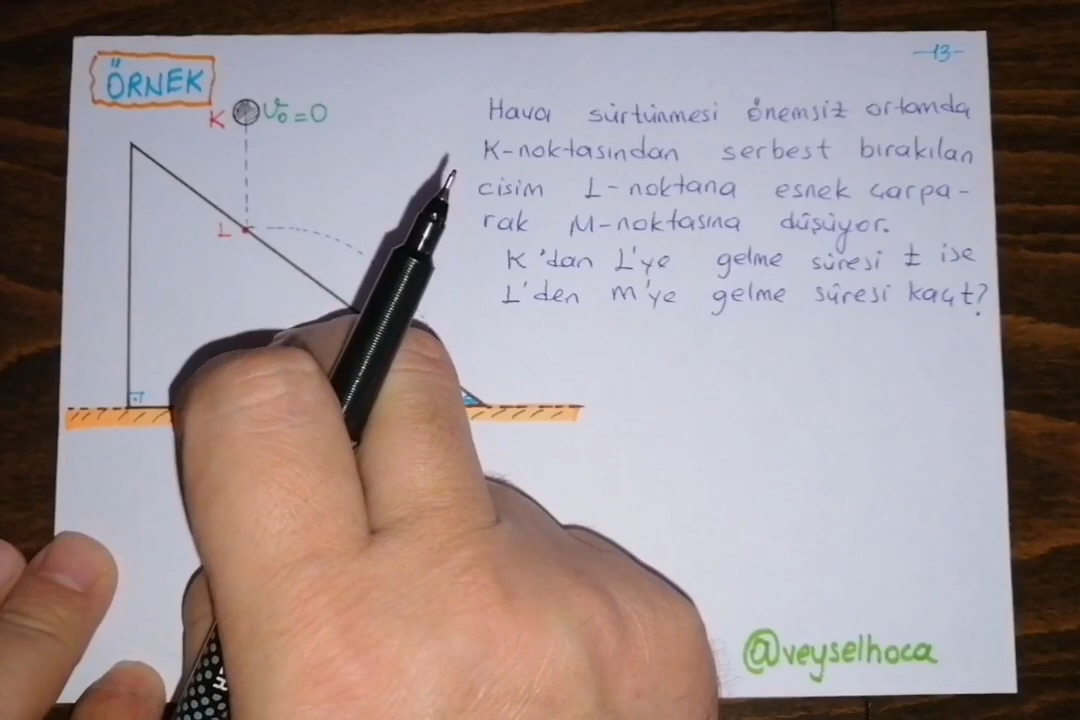 -13-
ÖRNEK
K V₀=0
L
Hava sürtünmesi önemsiz ortamda
K-noktasından serbest bırakılan
cisim L-noktana esnek çarpa-
rak M-noktasına düşüyor.
K'dan L'ye gelme süresi t ise
L'den M'ye gelme süresi kaç t?
@veyselhoca